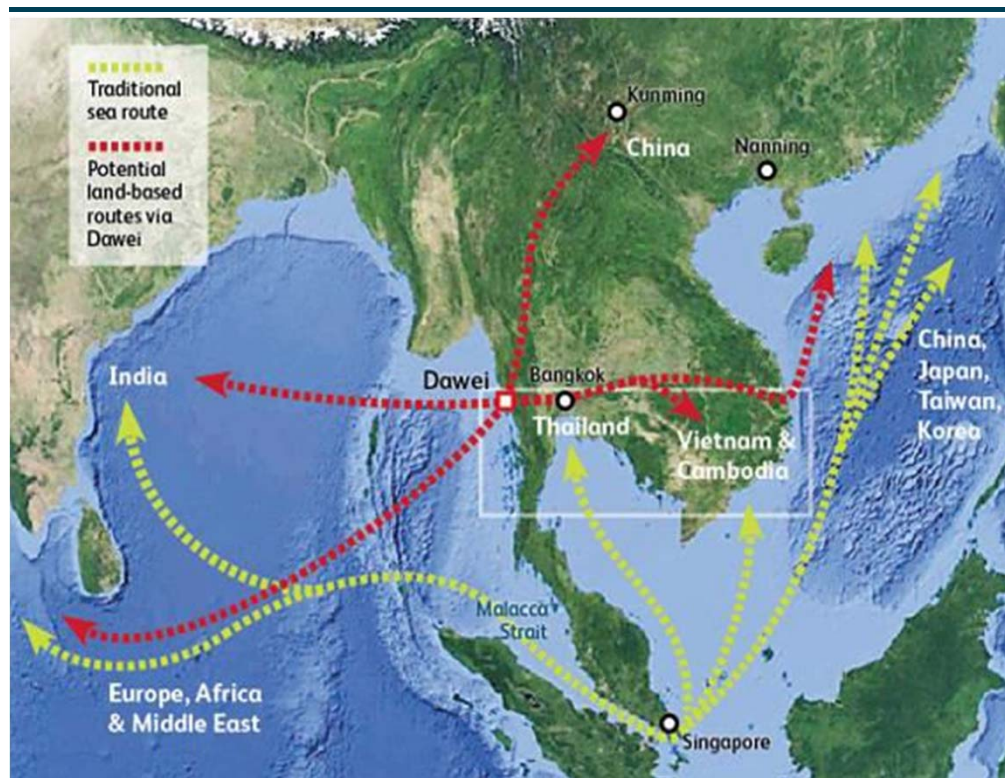 Traditional
sea route
Potential
land-based
routes via
Dawei
Kunming
China
Nanning
India
Dawei
Bangkok
Thailand
Vietnam &
Cambodia
China,
Japan,
Taiwan,
Korea
Malacca
Strait
Europe, Africa
& Middle East
Singapore